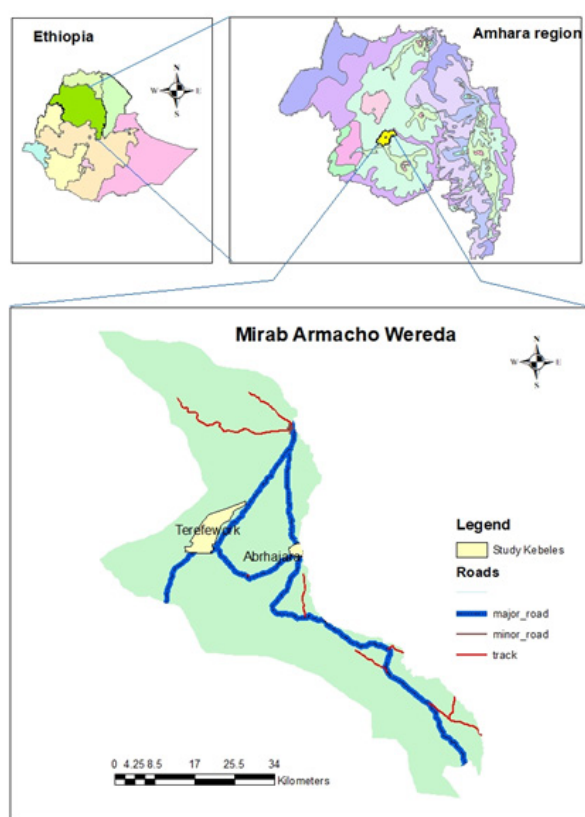 Ethiopia
Amhara region
N
W E
S
N
W E
S
Mirab Armacho Wereda
N
W E
S
Terefework
Abrhajara
Legend
Study Kebeles
Roads
major_road
minor_road
track
0 4.25 8.5 17 25.5 34
Kilometers